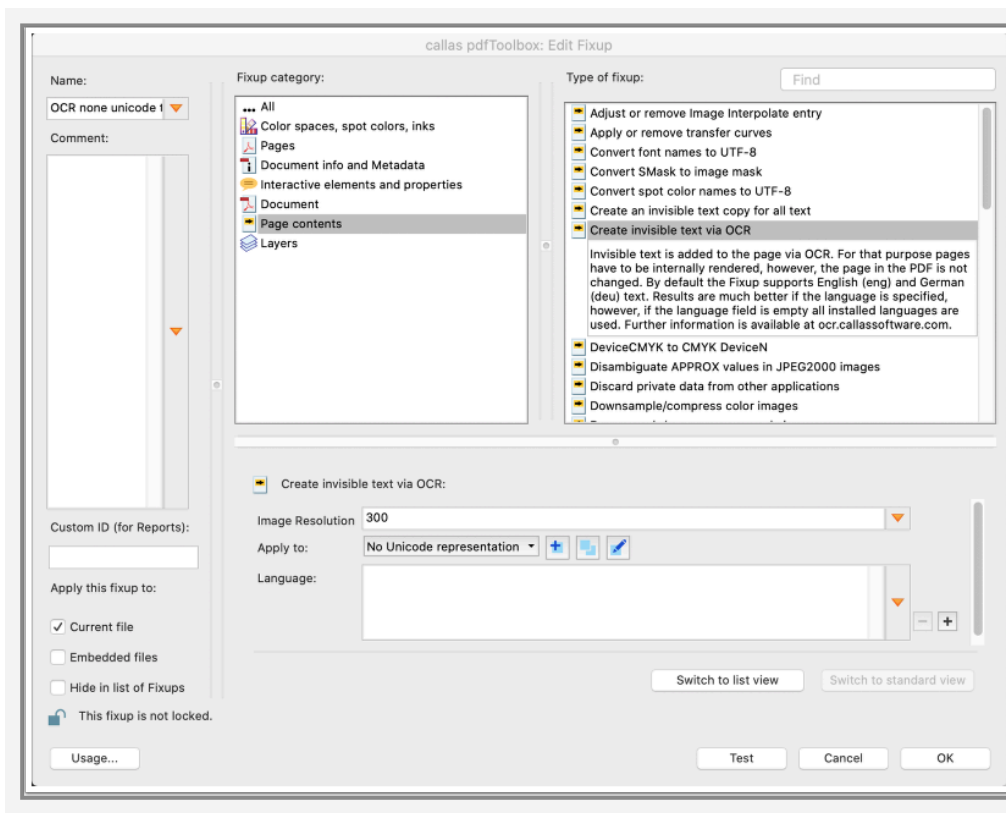 callas pdfToolbox: Edit Fixup
Name:
OCR none unicode
Comment:
Custom ID (for Reports):
Apply this fixup to:
Current file
Embedded files
Hide in list of Fixups
This fixup is not locked.
Usage...
Fixup category:
... All
Color spaces, spot colors, inks
Pages
Document info and Metadata
Interactive elements and properties
Document
Page contents
Layers
Type of fixup:
Find
Adjust or remove Image Interpolate entry
Apply or remove transfer curves
Convert font names to UTF-8
Convert SMask to image mask
Convert spot color names to UTF-8
Create an invisible text copy for all text
Create invisible text via OCR
Invisible text is added to the page via OCR. For that purpose pages
have to be internally rendered, however, the page in the PDF is not
changed. By default the Fixup supports English (eng) and German
(deu) text. Results are much better if the language is specified,
however, if the language field is empty all installed languages are
used. Further information is available at ocr.callassoftware.com.
DeviceCMYK to CMYK DeviceN
Disambiguate APPROX values in JPEG2000 images
Discard private data from other applications
Downsample/compress color images
Create invisible text via OCR:
Image Resolution 300
Apply to: No Unicode representation
Language:
Switch to list view Switch to standard view
Test Cancel OK